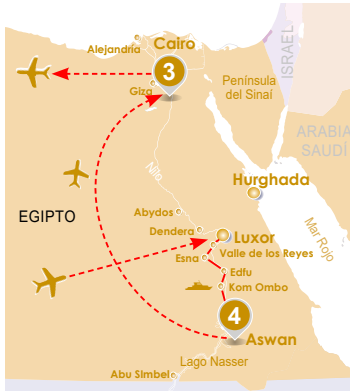 Alejandría
Cairo
3
Giza
ISRAEL
Península
del Sinaí
ARABIA
SAUDÍ
Nilo
Hurghada
Mar Rojo
EGIPTO
Abydos
Dendera
Luxor
Valle de los Reyes
Esna
Edfu
Kom Ombo
4
Aswan
Lago Nasser
Abu SImbel